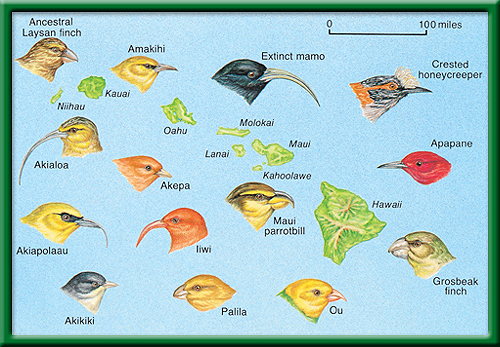 Ancestral
Laysan finch
Amakihi
Extinct mamo
0
100 miles
Crested
honeycreeper
Niihau
Kauai
Oahu
Molokai
Lanai
Maui
Kahoolawe
Akialoa
Akepa
Apapane
Akiapolaau
Iiwi
Maui
parrotbill
Hawaii
Grosbeak
finch
Akikiki
Palila
Ou